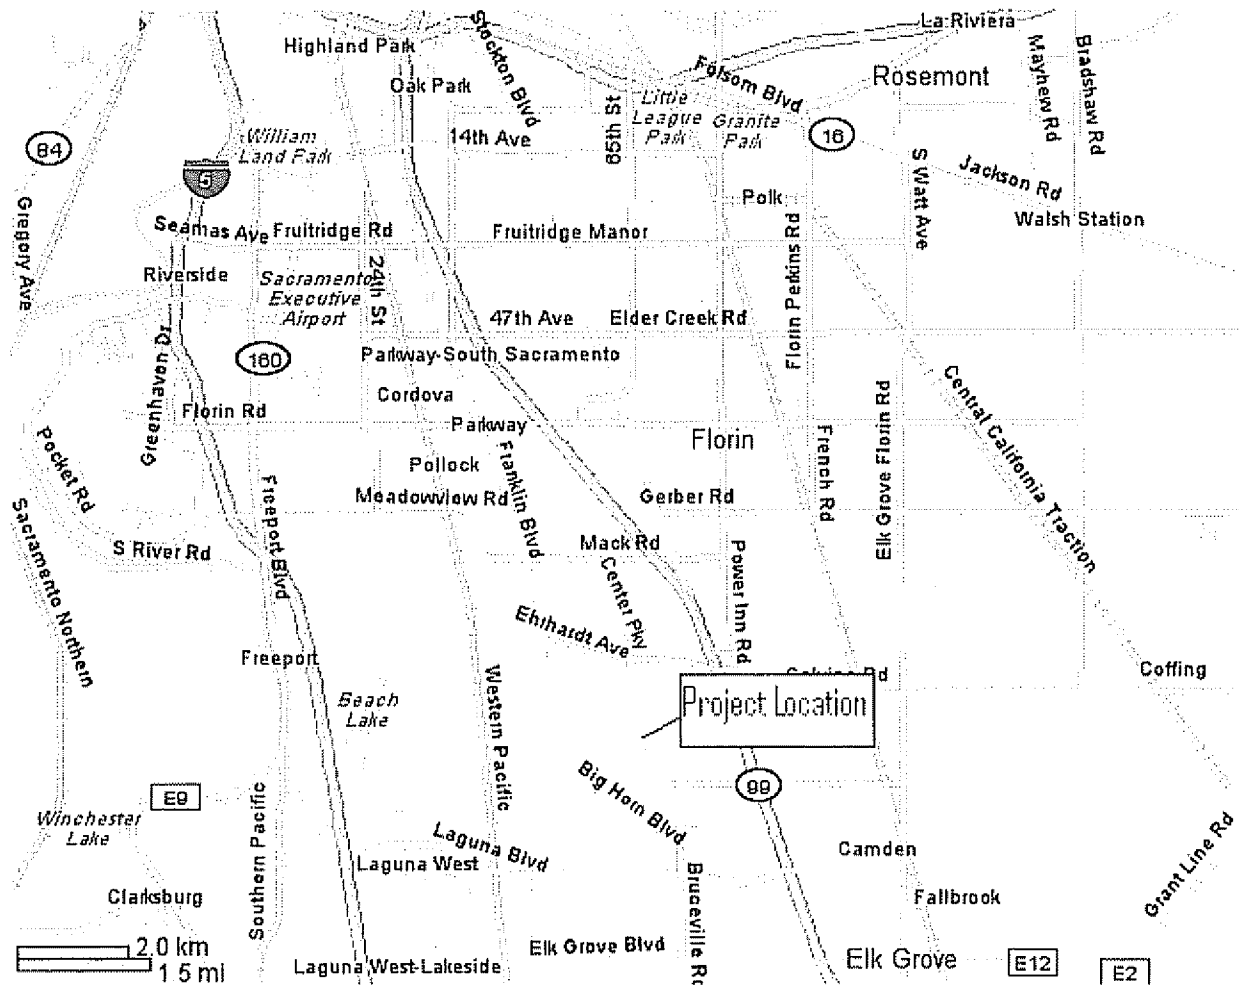 La Riviera
Highland Park
Stockton Blvd
Oak Park
Folsom Blvd
Rosemont
Mayhew Rd
Bradshaw Rd
Little
League
Park
Granite
Park
65th St
84
William
Land Park
14th Ave
16
5
S Watt Ave
Jackson Rd
Polk
Walsh Station
Gregory Ave
Seamas Ave
Fruitridge Rd
Fruitridge Manor
Florin Perkins Rd
Riverside
Sacramento
Executive
Airport
24th St
47th Ave
Elder Creek Rd
Greenhaven Dr
160
Parkway-South Sacramento
Central California Traction
Cordova
Florin Rd
Parkway
Elk Grove Florin Rd
Pocket Rd
Florin
French Rd
Pollock
Franklin Blvd
Meadowview Rd
Gerber Rd
Freeport Blvd
Sacramento Northern
S River Rd
Mack Rd
Center Pky
Power Inn Rd
Ehrhardt Ave
Freeport
Rd
Coffing
Western Pacific
Beach
Lake
Project Location
Big Horn Blvd
99
E9
Winchester
Lake
Southern Pacific
Laguna Blvd
Camden
Grant Line Rd
Laguna West
Clarksburg
Bruceville Rd
Fallbrook
2.0 km
1 5 mi
Elk Grove Blvd
Laguna West-Lakeside
Elk Grove
E12
E2